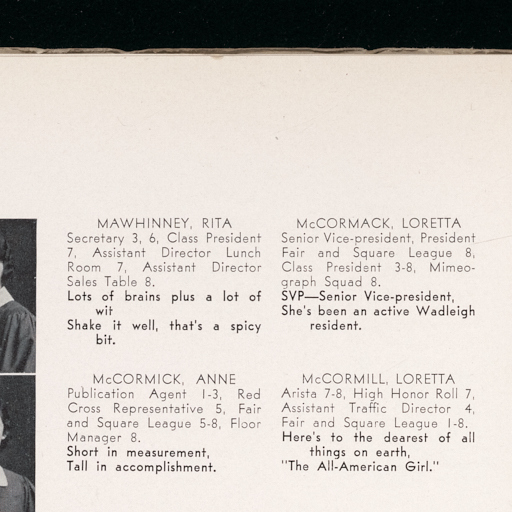 MAWHINNEY, RITA
Secretary 3, 6, Class President
7, Assistant Director Lunch
Room 7, Assistant Director
Sales Table 8.
Lots of brains plus a lot of
wit
Shake it well, that's a spicy
bit.
McCORMACK, LORETTA
Senior Vice-president, President
Fair and Square League 8,
Class President 3-8, Mimeo-
graph Squad 8.
SVP—Senior Vice-president,
She's been an active Wadleigh
resident.
McCORMICK, ANNE
Publication Agent 1-3, Red
Cross Representative 5, Fair
and Square League 5-8, Floor
Manager 8.
Short in measurement,
Tall in accomplishment.
McCORMILL, LORETTA
Arista 7-8, High Honor Roll 7,
Assistant Traffic Director 4,
Fair and Square League 1-8.
Here's to the dearest of all
things on earth,
"The All-American Girl."